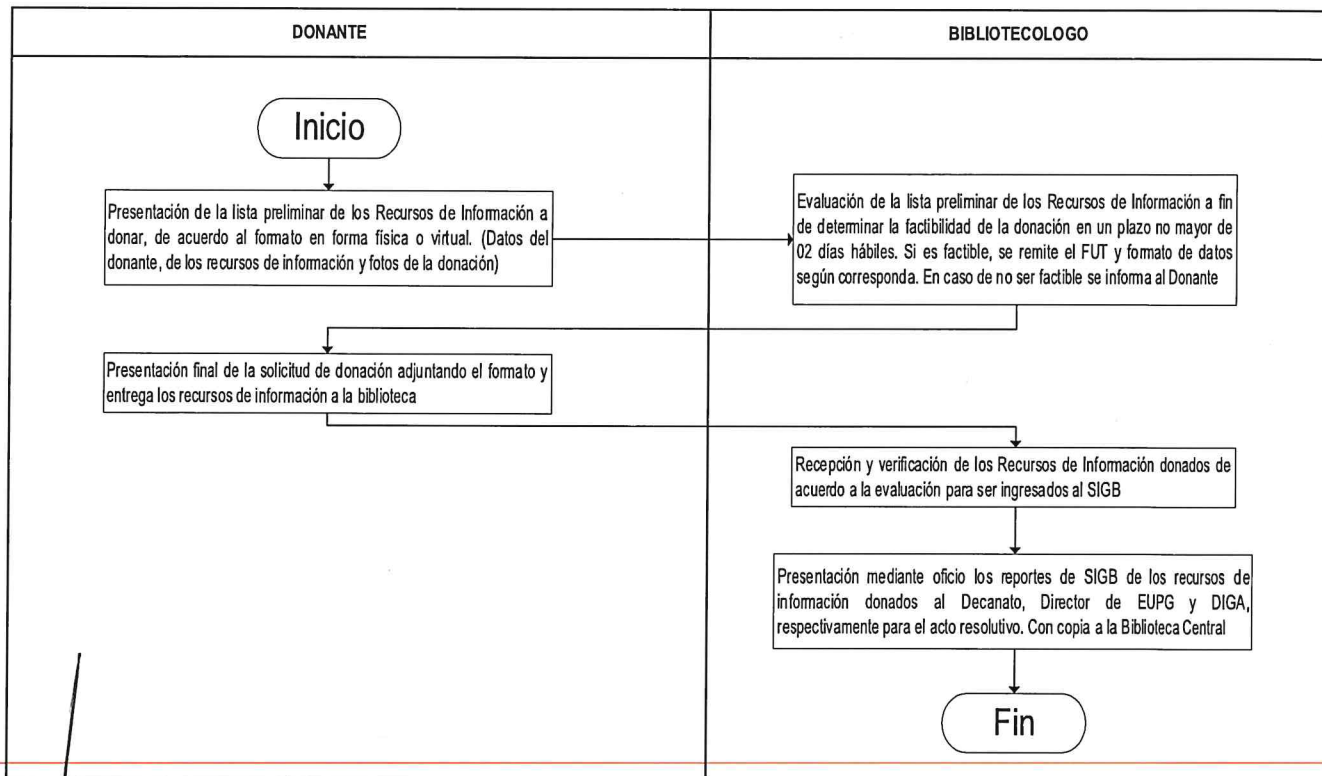 DONANTE
BIBLIOTECOLOGO
Inicio
Presentación de la lista preliminar de los Recursos de Información a
donar, de acuerdo al formato en forma física o virtual. (Datos del
donante, de los recursos de información y fotos de la donación)
Evaluación de la lista preliminar de los Recursos de Información a fin
de determinar la factibilidad de la donación en un plazo no mayor de
02 días hábiles. Si es factible, se remite el FUT y formato de datos
según corresponda. En caso de no ser factible se informa al Donante
Presentación final de la solicitud de donación adjuntando el formato y
entrega los recursos de información a la biblioteca
Recepción y verificación de los Recursos de Información donados de
acuerdo a la evaluación para ser ingresados al SIGB
Presentación mediante oficio los reportes de SIGB de los recursos de
información donados al Decanato, Director de EUPG y DIGA,
respectivamente para el acto resolutivo. Con copia a la Biblioteca Central
Fin